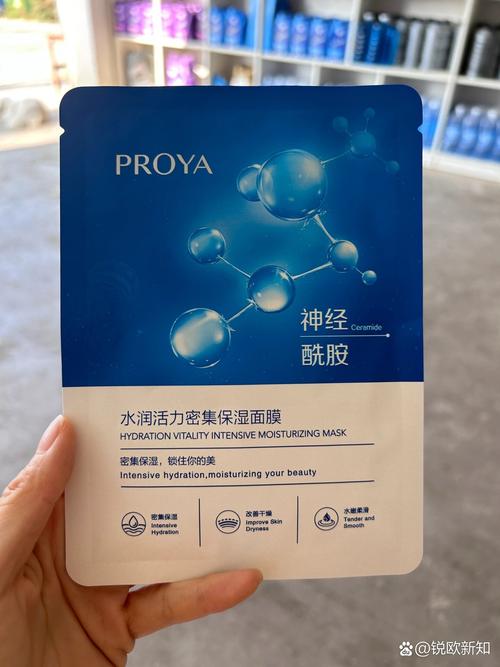 PROYA
神经
Ceramide
酰胺
水润活力密集保湿面膜
HYDRATION VITALITY INTENSIVE MOISTURIZING MASK
密集保湿，锁住你的美
Intensive hydration,moisturizing your beauty
密集保湿
Intensive
Hydration
改善干燥
Improve Skin
Dryness
水嫩柔滑
Tender and
Smooth
@锐欧新知